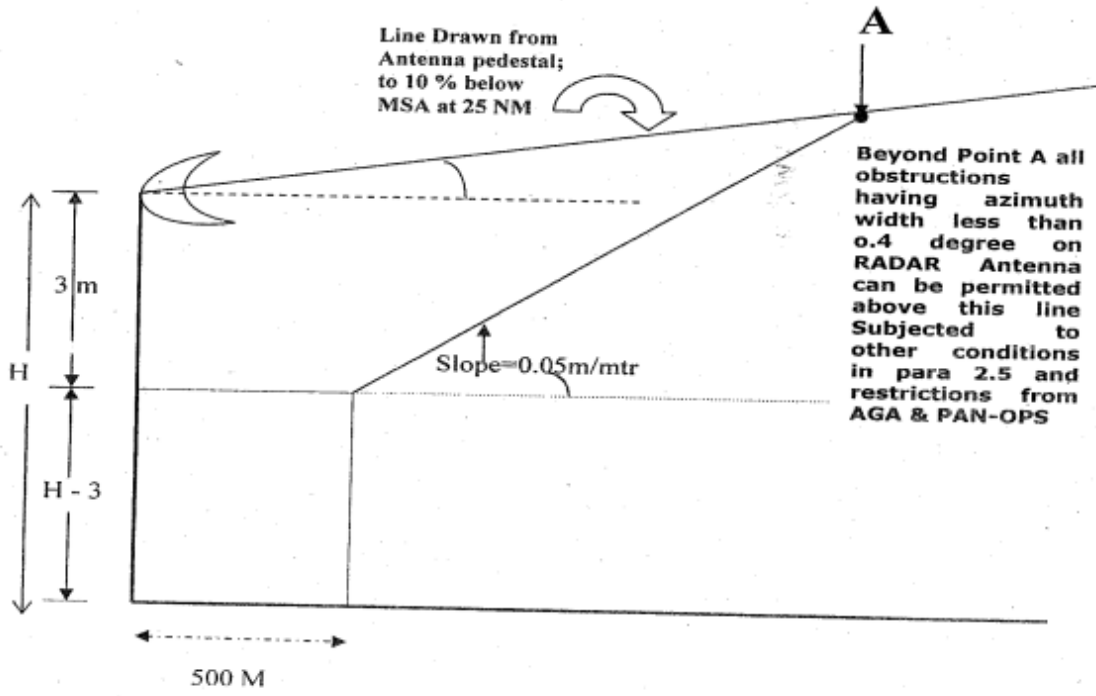 A
Line Drawn from
Antenna pedestal;
to 10 % below
MSA at 25 NM
Beyond Point A all
obstructions
having azimuth
width less than
o.4 degree on
RADAR Antenna
can be permitted
above this line
Subjected to
other conditions
in para 2.5 and
restrictions from
AGA & PAN-OPS
3 m
H
Slope=0.05m/mtr
H - 3
500 M